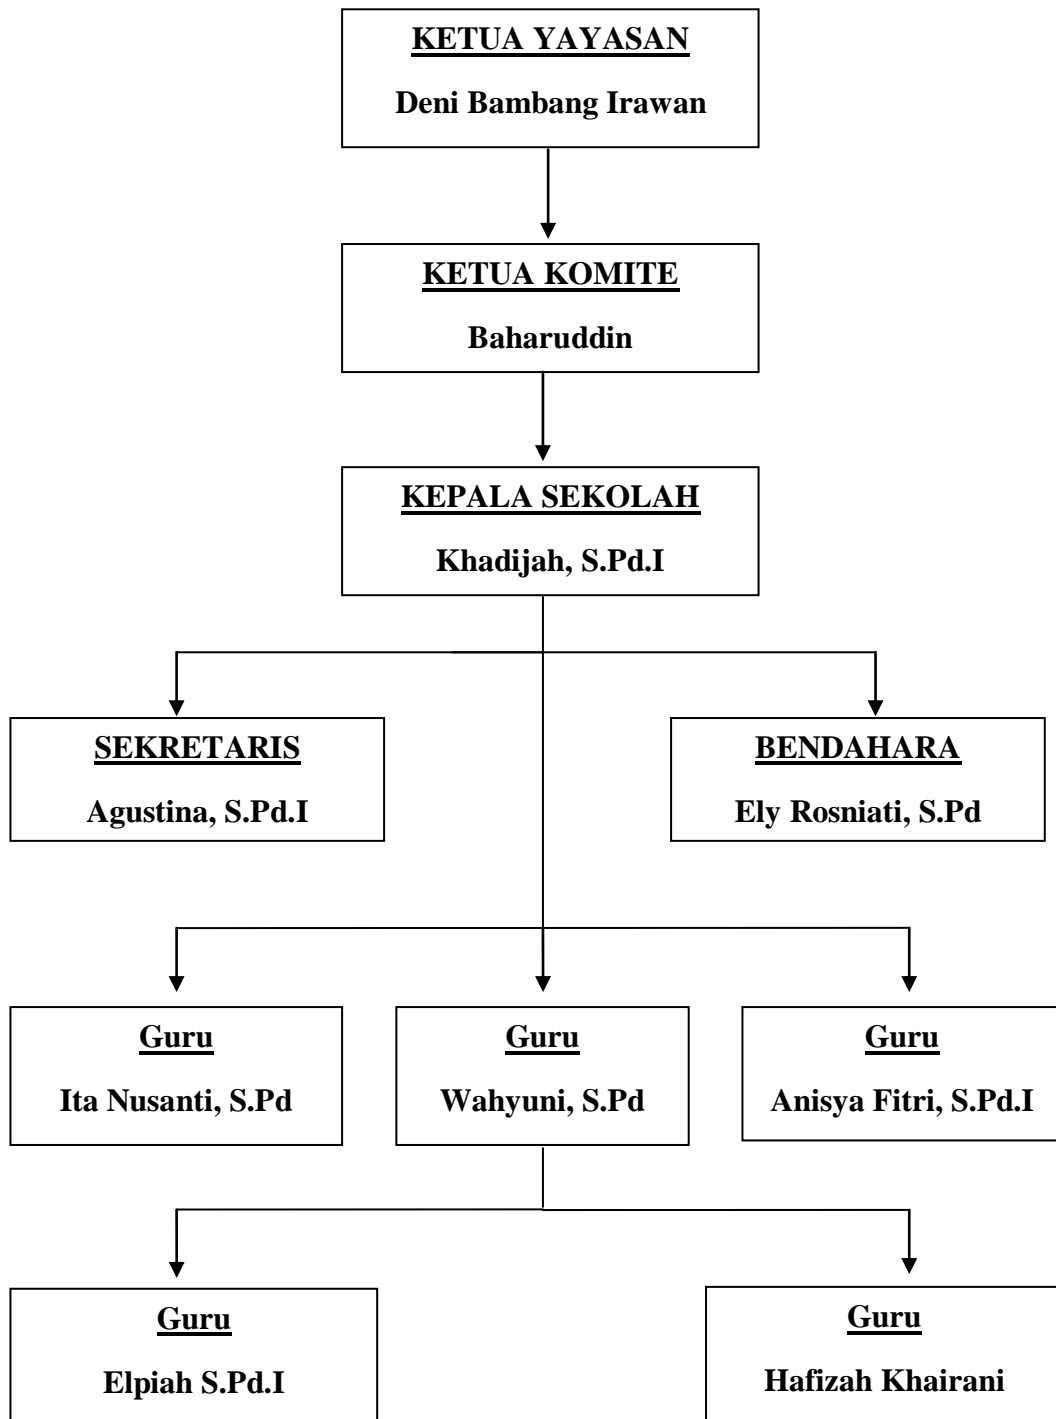 KETUA YAYASAN
Deni Bambang Irawan
KETUA KOMITE
Baharuddin
KEPALA SEKOLAH
Khadijah, S.Pd.I
SEKRETARIS
Agustina, S.Pd.I
BENDAHARA
Ely Rosniati, S.Pd
Guru
Ita Nusanti, S.Pd
Guru
Wahyuni, S.Pd
Guru
Anisya Fitri, S.Pd.I
Guru
Elpiah S.Pd.I
Guru
Hafizah Khairani